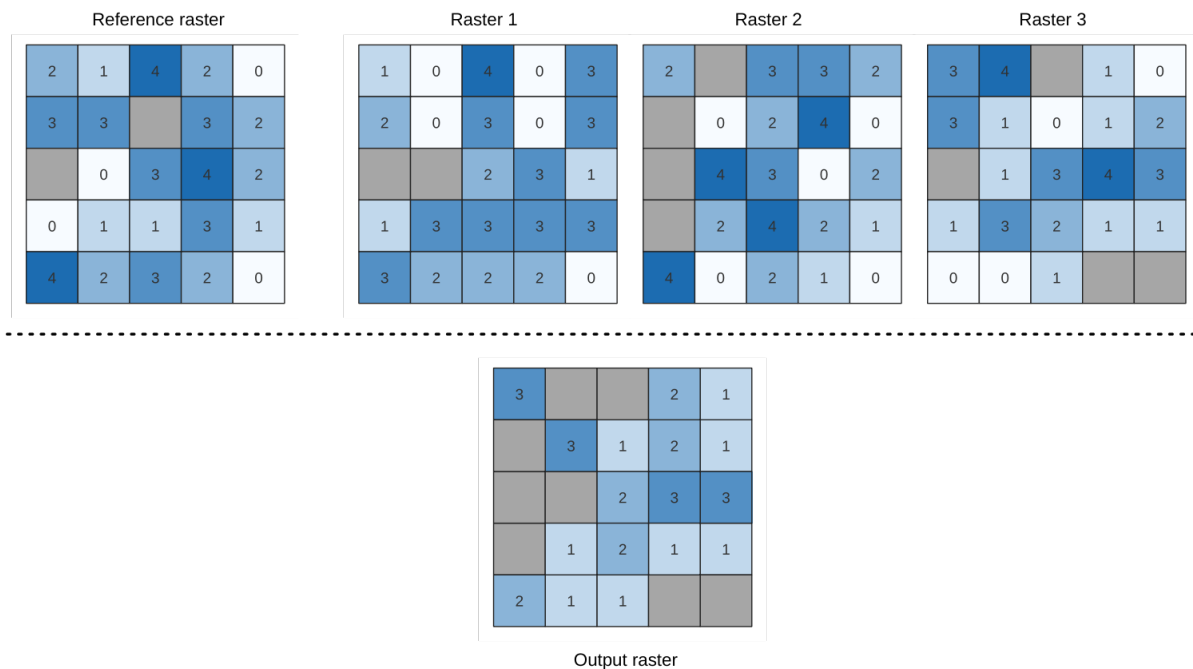 Reference raster Raster 1 Raster 2 Raster 3
2 1 4 2 0 1 0 4 0 3 2 3 3 2 3 4 1 0
3 3 3 2 2 0 3 0 3 0 2 4 0 3 1 0 1 2
0 3 4 2 2 3 1 4 3 0 2 1 3 4 3
0 1 1 3 1 1 3 3 3 3 2 4 2 1 1 3 2 1 1
4 2 3 2 0 3 2 2 2 0 4 0 2 1 0 0 0 1
3 2 1
3 1 2 1
2 3 3
1 2 1 1
2 1 1
Output raster